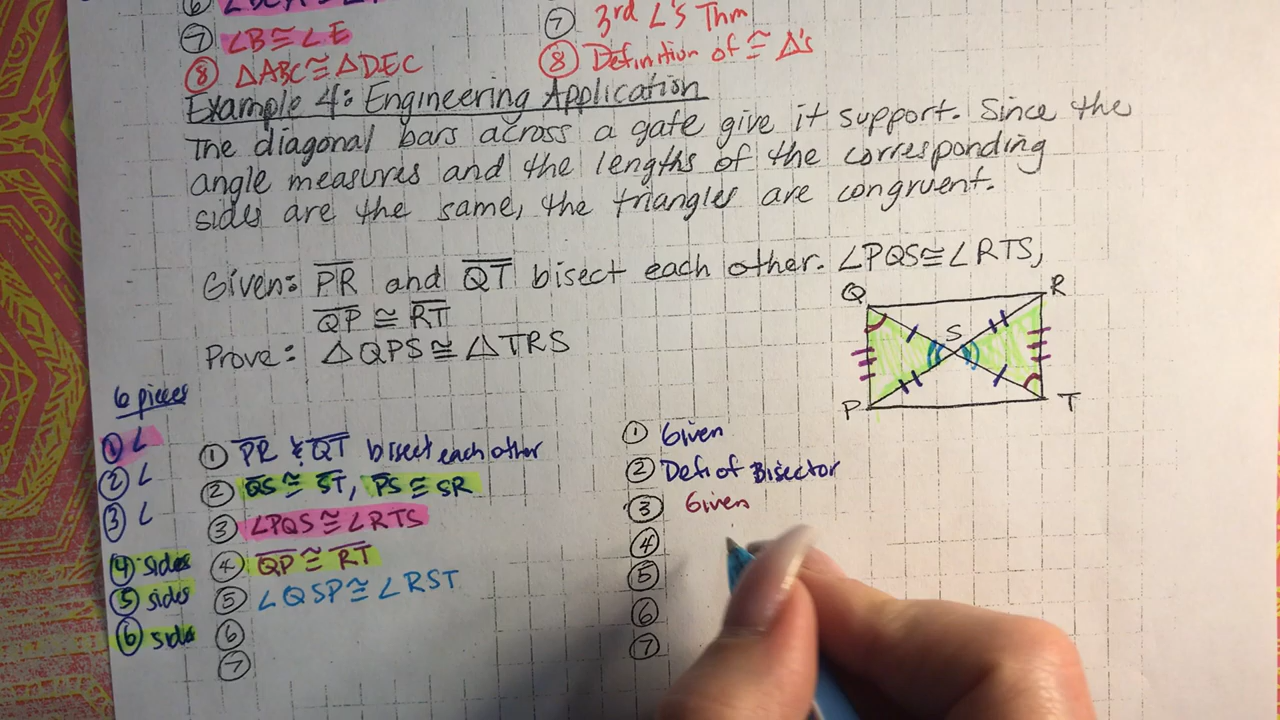 ⑥
⑦ ∠B ≅ ∠E
⑦ 3rd ∠'s Thm
⑧ △ABC ≅ △DEC
⑧ Definition of ≅ △'s
Example 4: Engineering Application
The diagonal bars across a gate give it support. Since the
angle measures and the lengths of the corresponding
sides are the same, the triangles are congruent.
Given: PR and QT bisect each other. ∠PQS ≅ ∠RTS,
QP ≅ RT
Prove: △QPS ≅ △TRS
Q R
S
P T
6 pieces
① ∠
② ∠
③ ∠
④ sides
⑤ sides
⑥ side
① PR & QT bisect each other
② QS ≅ ST, PS ≅ SR
③ ∠PQS ≅ ∠RTS
④ QP ≅ RT
⑤ ∠QSP ≅ ∠RST
⑥
⑦
① Given
② Def. of Bisector
③ Given
④
⑤
⑥
⑦